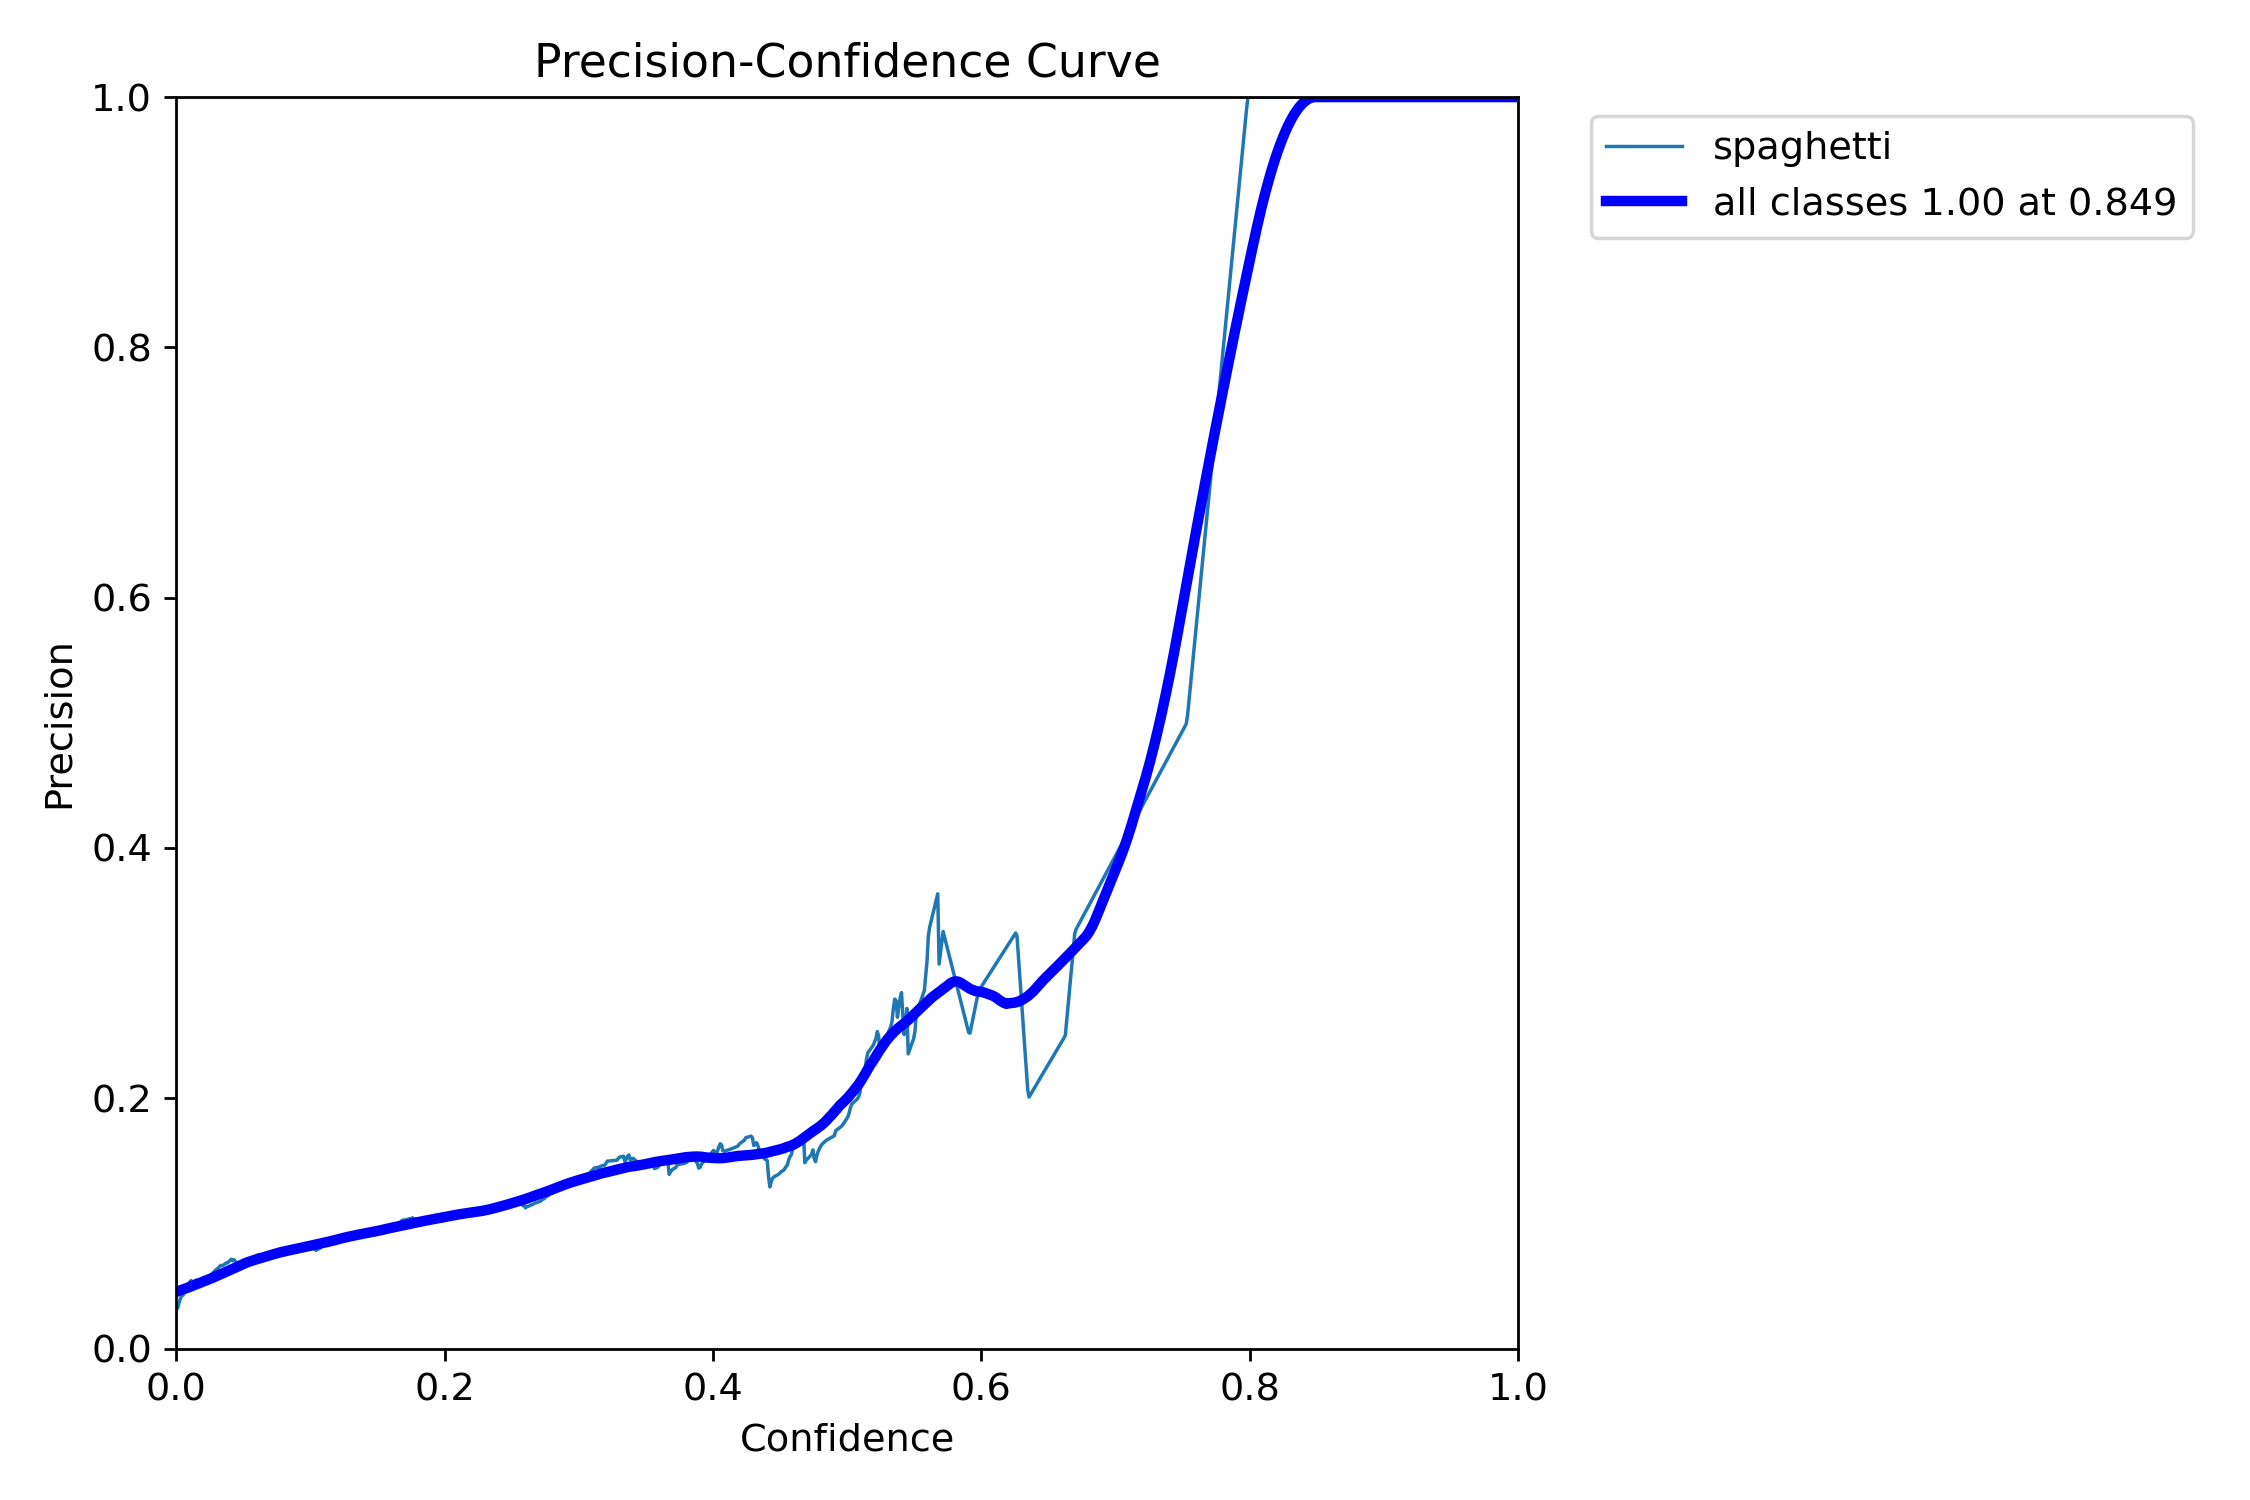 Precision-Confidence Curve
1.0
0.8
0.6
0.4
0.2
0.0
Precision
0.0 0.2 0.4 0.6 0.8 1.0
Confidence
spaghetti
all classes 1.00 at 0.849